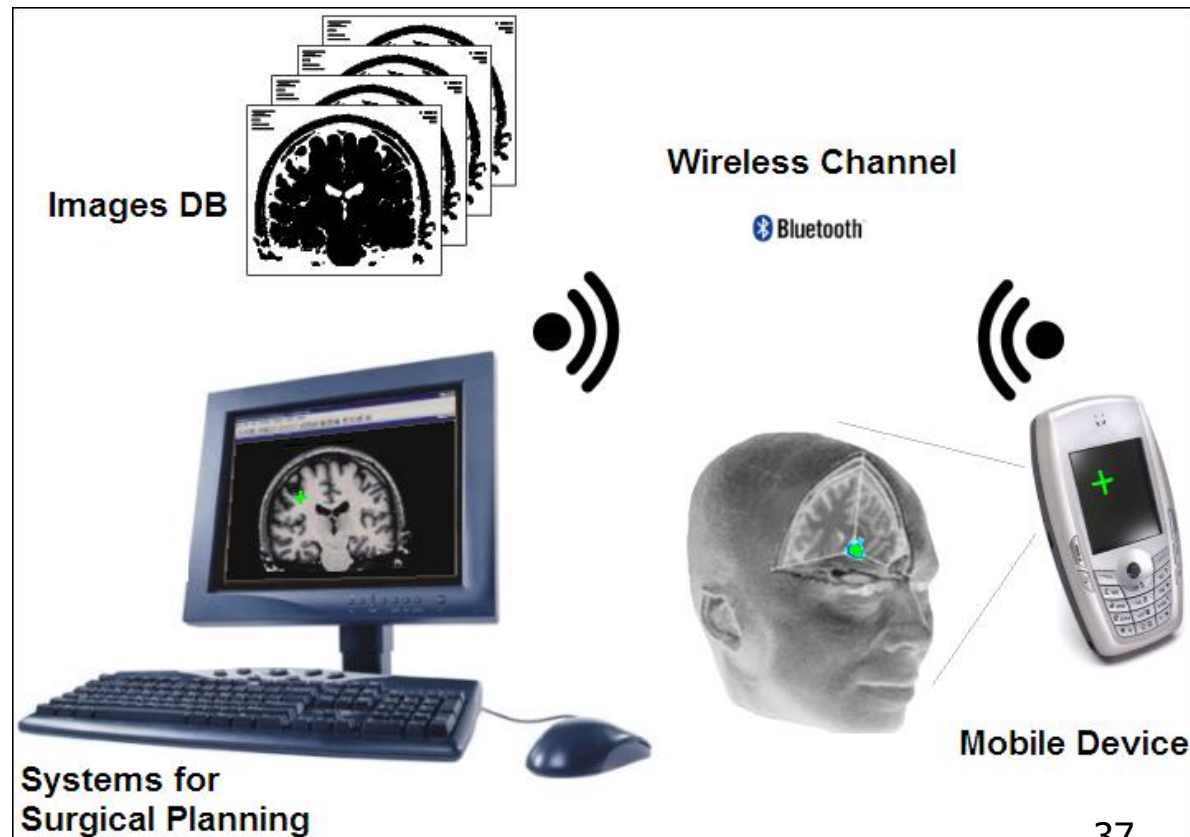 Images DB
Wireless Channel
Bluetooth
Mobile Device
Systems for
Surgical Planning
37